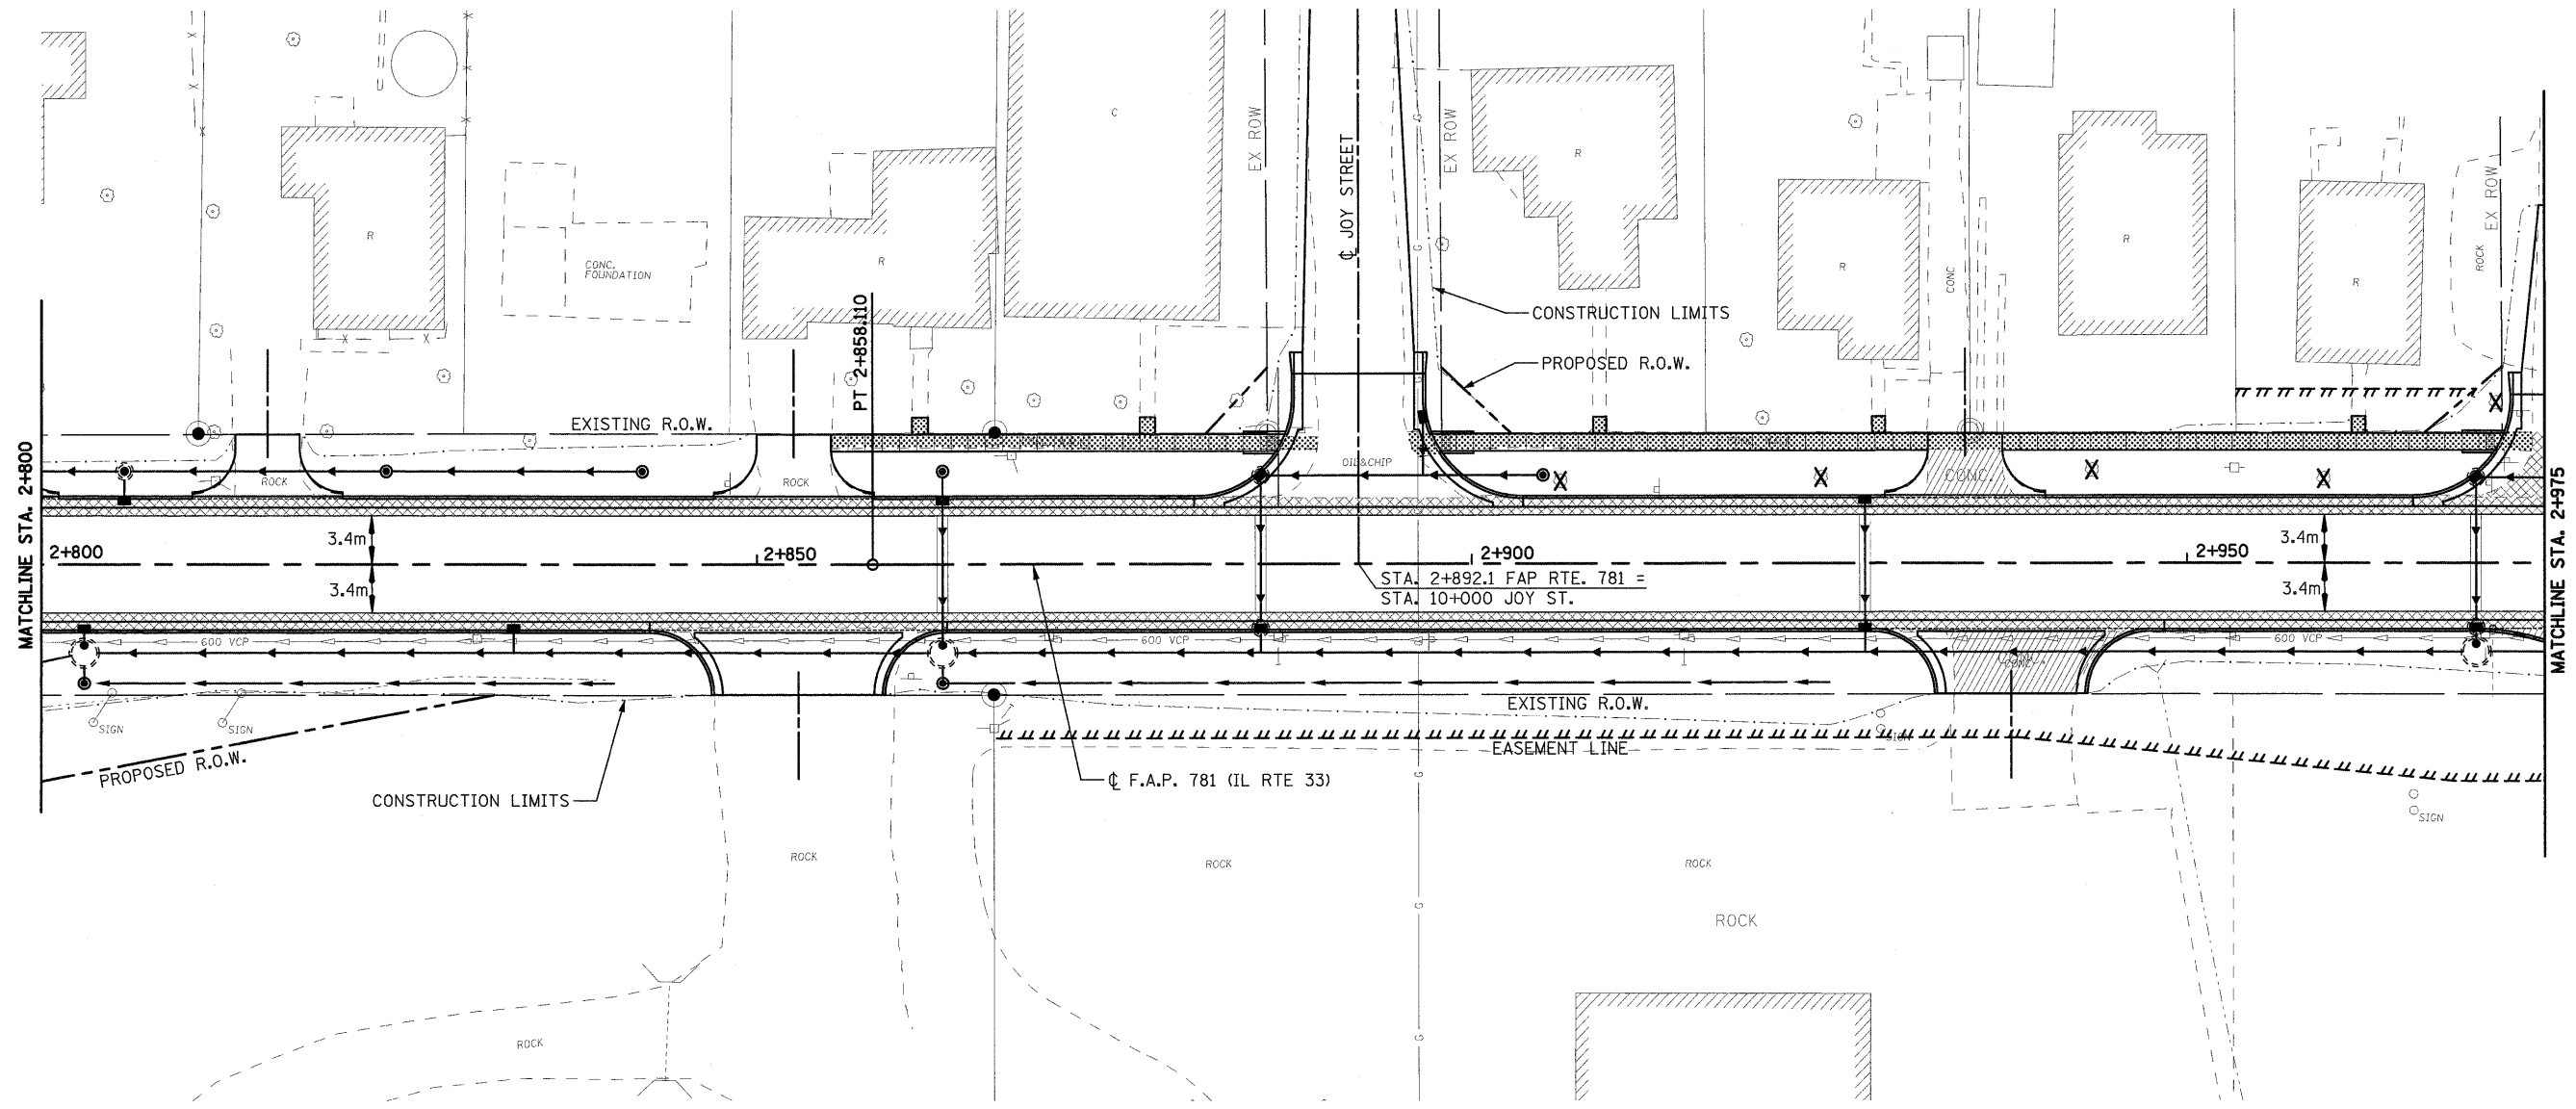 C
EX ROW
JOY STREET
EX ROW
R
R
R
R
R
R
EX ROW
ROCK
CONC.
FOUNDATION
CONC
CONSTRUCTION LIMITS
PT 2+858.110
PROPOSED R.O.W.
EXISTING R.O.W.
MATCHLINE STA. 2+800
ROCK
ROCK
OIL&CHIP
CONC.
MATCHLINE STA. 2+975
2+800
3.4m
3.4m
2+850
2+900
2+950
3.4m
3.4m
STA. 2+892.1 FAP RTE. 781 =
STA. 10+000 JOY ST.
600 VCP
600 VCP
600 VCP
CONC.
EXISTING R.O.W.
SIGN
SIGN
SIGN
EASEMENT LINE
PROPOSED R.O.W.
℄ F.A.P. 781 (IL RTE 33)
CONSTRUCTION LIMITS
SIGN
ROCK
ROCK
ROCK
ROCK
ROCK
G
G
G
G
G
G